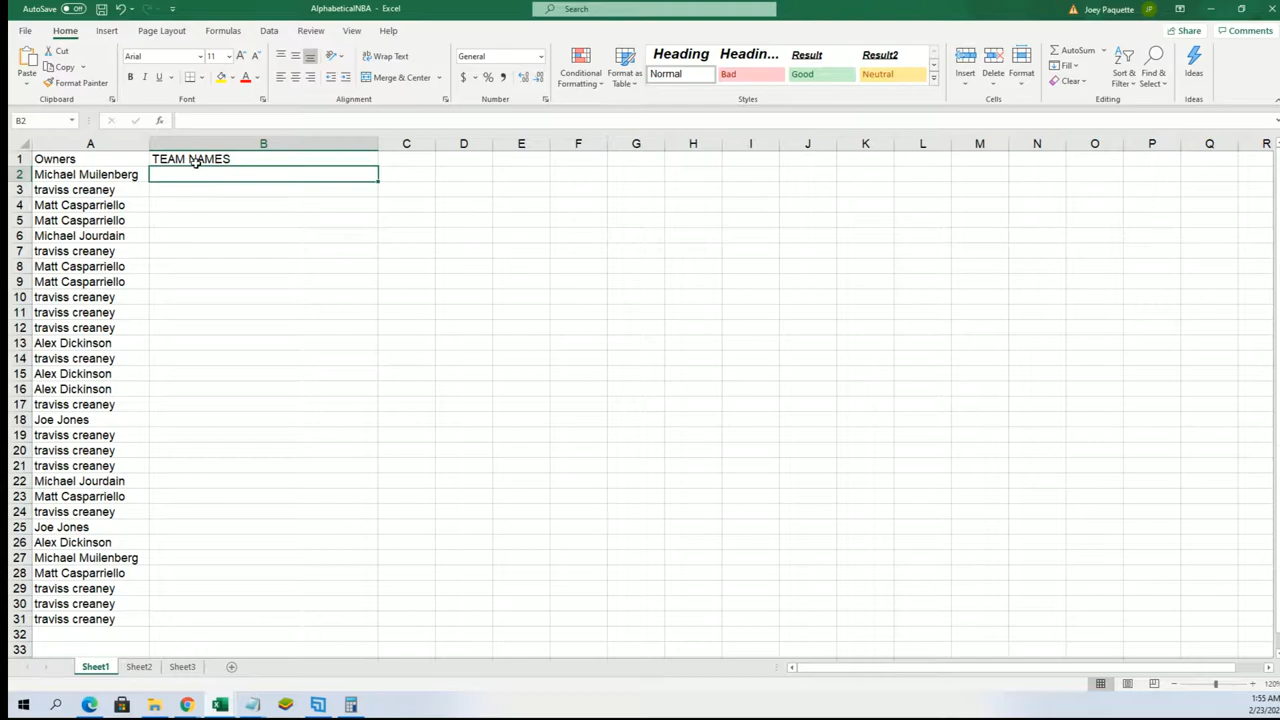 AutoSave Off AlphabeticalNBA - Excel Search Joey Paquette JP
File Home Insert Page Layout Formulas Data Review View Help Share Comments
Paste Cut Copy Format Painter Clipboard
Arial 11 A A B I U A Font
Wrap Text Merge & Center Alignment
General $ % Number
Conditional Formatting Format as Table
Heading Headin... Result Result2
Normal Bad Good Neutral
Styles
Insert Delete Format Cells
AutoSum Fill Clear Sort & Filter Find & Select Editing
Ideas Ideas
B2 fx
A B C D E F G H I J K L M N O P Q R
1 Owners TEAM NAMES
2 Michael Muilenberg
3 traviss creaney
4 Matt Casparriello
5 Matt Casparriello
6 Michael Jourdain
7 traviss creaney
8 Matt Casparriello
9 Matt Casparriello
10 traviss creaney
11 traviss creaney
12 traviss creaney
13 Alex Dickinson
14 traviss creaney
15 Alex Dickinson
16 Alex Dickinson
17 traviss creaney
18 Joe Jones
19 traviss creaney
20 traviss creaney
21 traviss creaney
22 Michael Jourdain
23 Matt Casparriello
24 traviss creaney
25 Joe Jones
26 Alex Dickinson
27 Michael Muilenberg
28 Matt Casparriello
29 traviss creaney
30 traviss creaney
31 traviss creaney
32
33
Sheet1 Sheet2 Sheet3
120%
1:55 AM